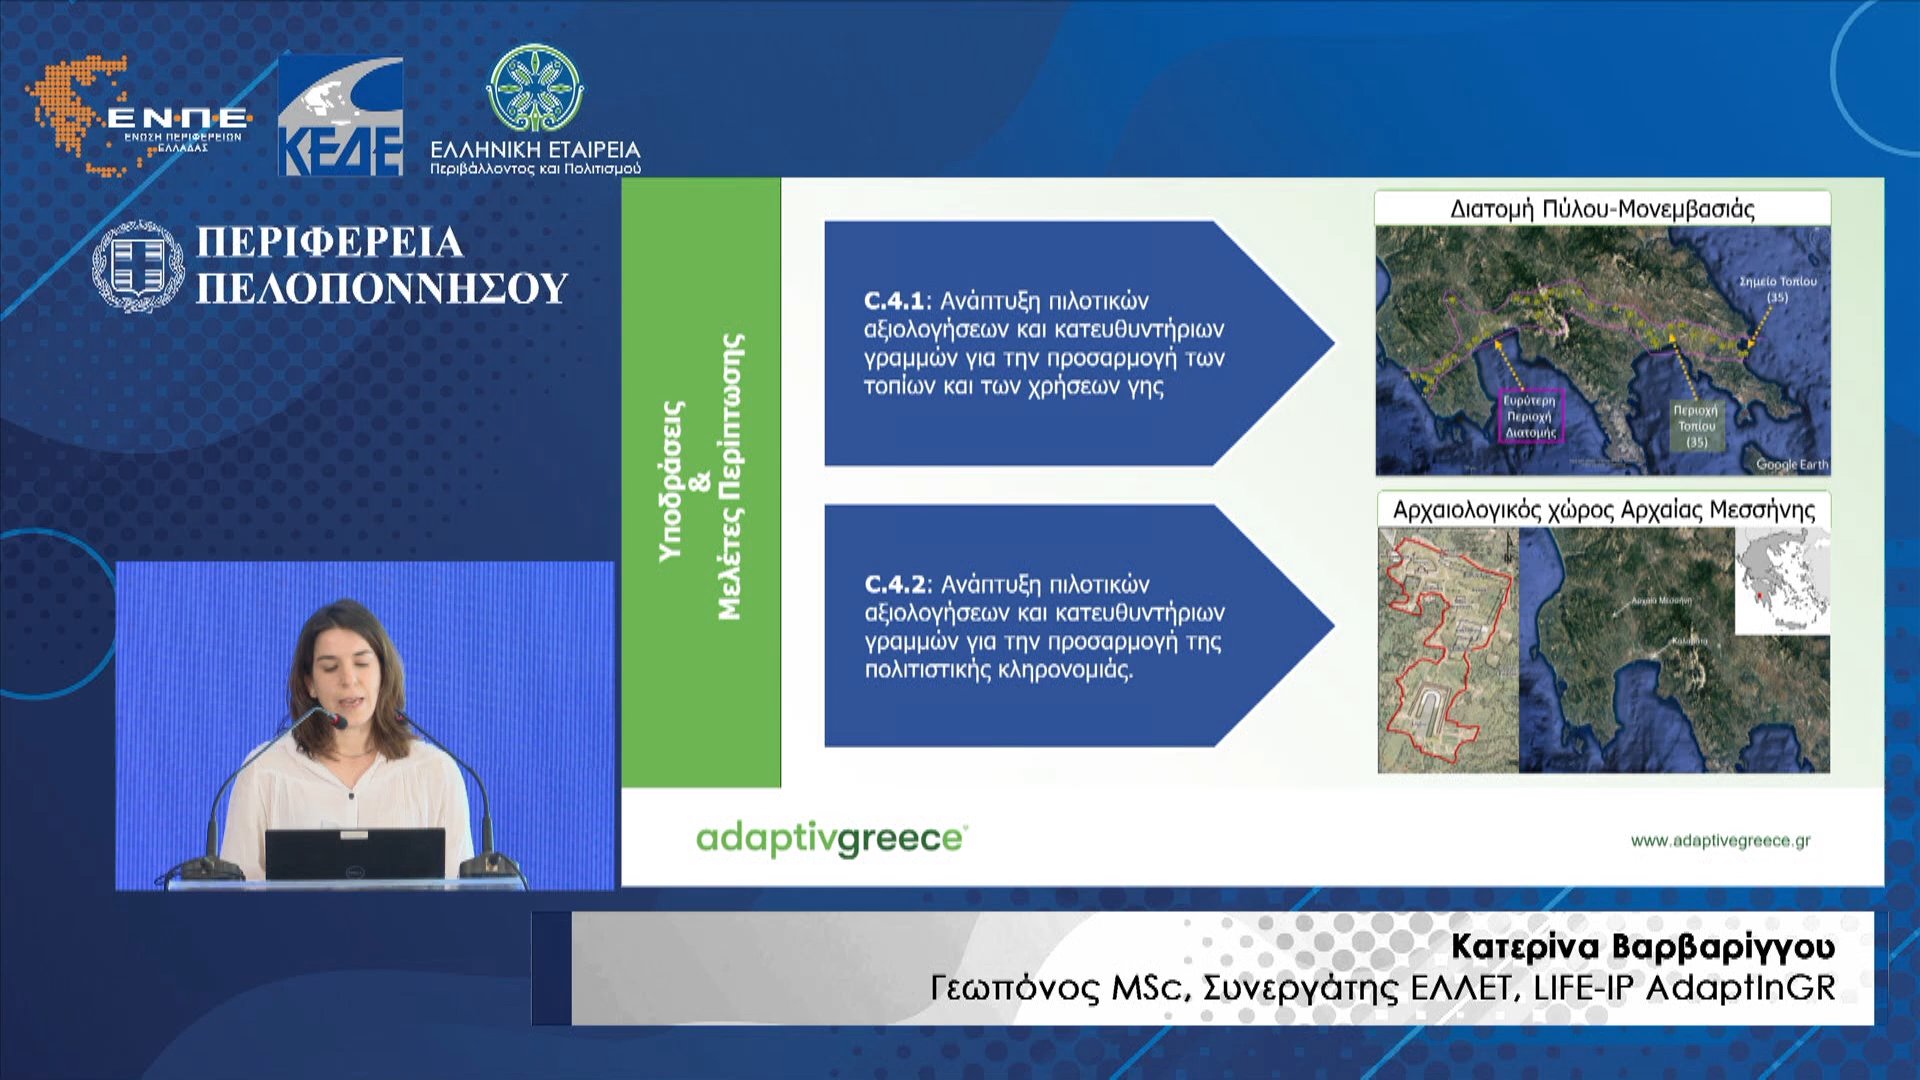 ΕΝ·Π·Ε
ΕΝΩΣΗ ΠΕΡΙΦΕΡΕΙΩΝ
ΕΛΛΑΔΑΣ
ΚΕΔΕ
ΕΛΛΗΝΙΚΗ ΕΤΑΙΡΕΙΑ
Περιβάλλοντος και Πολιτισμού
ΠΕΡΙΦΕΡΕΙΑ
ΠΕΛΟΠΟΝΝΗΣΟΥ
Υποδράσεις
&
Μελέτες Περίπτωσης
C.4.1: Ανάπτυξη πιλοτικών
αξιολογήσεων και κατευθυντήριων
γραμμών για την προσαρμογή των
τοπίων και των χρήσεων γης
C.4.2: Ανάπτυξη πιλοτικών
αξιολογήσεων και κατευθυντήριων
γραμμών για την προσαρμογή της
πολιτιστικής κληρονομιάς.
Διατομή Πύλου-Μονεμβασιάς
Σημείο Τοπίου
(35)
Ευρύτερη
Περιοχή
Διατομής
Περιοχή
Τοπίου
(35)
Google Earth
Αρχαιολογικός χώρος Αρχαίας Μεσσήνης
Αρχαία Μεσσήνη
Καλαμάτα
adaptivgreece
www.adaptivegreece.gr
Κατερίνα Βαρβαρίγγου
Γεωπόνος MSc, Συνεργάτης ΕΛΛΕΤ, LIFE-IP AdaptInGR